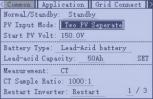 Common Application Grid Connect
Normal/Standby: Standby
PV Input Mode: Two PV Seperate
Start PV Volt: 150.0V
Battery Type: Lead-Acid battery
Lead-acid Capacity: 50Ah SET
Measurement: CT
CT Sample Ratio: 1000:1
Restart Inverter: Restart 1 / 3